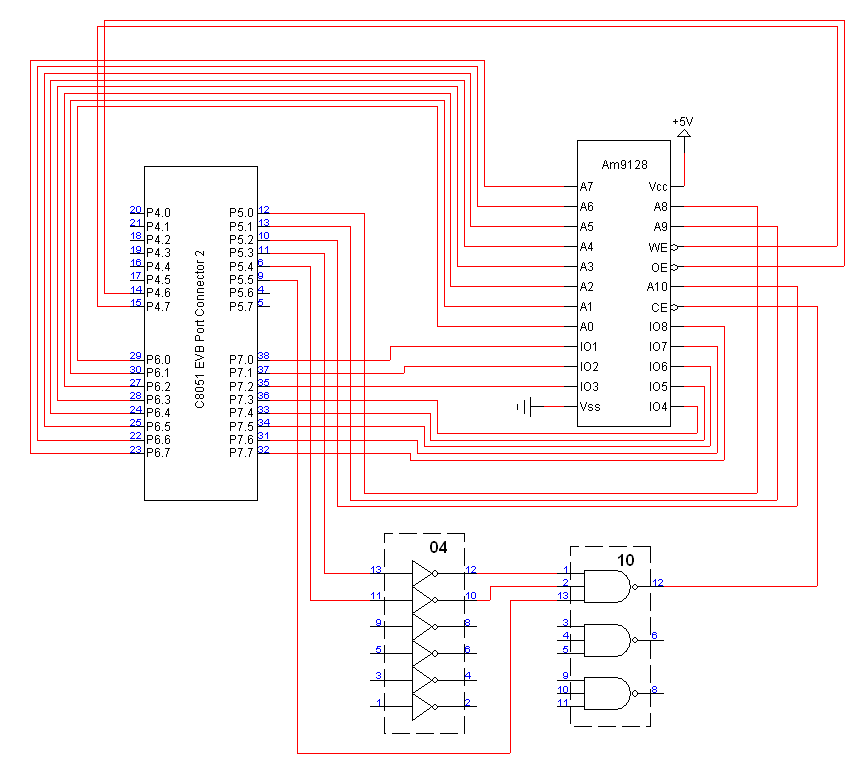 +5V
Am9128
A7 Vcc
A6 A8
A5 A9
A4 WE
A3 OE
A2 A10
A1 CE
A0 IO8
IO1 IO7
IO2 IO6
IO3 IO5
Vss IO4
C8051 EVB Port Connector 2
20 P4.0 P5.0 12
21 P4.1 P5.1 13
18 P4.2 P5.2 10
19 P4.3 P5.3 11
16 P4.4 P5.4 6
17 P4.5 P5.5 9
14 P4.6 P5.6 4
15 P4.7 P5.7 5
29 P6.0 P7.0 38
30 P6.1 P7.1 37
27 P6.2 P7.2 35
28 P6.3 P7.3 36
24 P6.4 P7.4 33
25 P6.5 P7.5 34
22 P6.6 P7.6 31
23 P6.7 P7.7 32
04
13 12
11 10
9 8
5 6
3 4
1 2
10
1
2 12
13
3
4 6
5
9
10 8
11